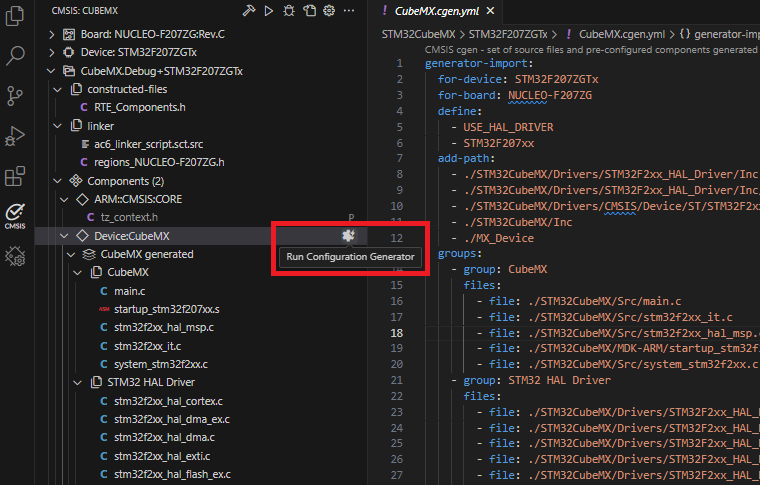 CMSIS: CUBEMX
Board: NUCLEO-F207ZG:Rev.C
Device: STM32F207ZGTx
CubeMX.Debug+STM32F207ZGTx
constructed-files
C RTE_Components.h
linker
ac6_linker_script.sct.src
C regions_NUCLEO-F207ZG.h
Components (2)
ARM::CMSIS:CORE
C tz_context.h P
Device:CubeMX
Run Configuration Generator
CubeMX generated
CubeMX
C main.c
ASM startup_stm32f207xx.s
C stm32f2xx_hal_msp.c
C stm32f2xx_it.c
C system_stm32f2xx.c
STM32 HAL Driver
C stm32f2xx_hal_cortex.c
C stm32f2xx_hal_dma_ex.c
C stm32f2xx_hal_dma.c
C stm32f2xx_hal_exti.c
C stm32f2xx_hal_flash_ex.c
CMSIS
! CubeMX.cgen.yml ×
STM32CubeMX > STM32F207ZGTx > ! CubeMX.cgen.yml > {} generator-imp
CMSIS cgen - set of source files and pre-configured components generated
1 generator-import:
2 for-device: STM32F207ZGTx
3 for-board: NUCLEO-F207ZG
4 define:
5 - USE_HAL_DRIVER
6 - STM32F207xx
7 add-path:
8 - ./STM32CubeMX/Drivers/STM32F2xx_HAL_Driver/Inc
9 - ./STM32CubeMX/Drivers/STM32F2xx_HAL_Driver/Inc/
10 - ./STM32CubeMX/Drivers/CMSIS/Device/ST/STM32F2xx
11 - ./STM32CubeMX/Inc
12 - ./MX_Device
13 groups:
14 - group: CubeMX
15 files:
16 - file: ./STM32CubeMX/Src/main.c
17 - file: ./STM32CubeMX/Src/stm32f2xx_it.c
18 - file: ./STM32CubeMX/Src/stm32f2xx_hal_msp.c
19 - file: ./STM32CubeMX/MDK-ARM/startup_stm32f
20 - file: ./STM32CubeMX/Src/system_stm32f2xx.c
21 - group: STM32 HAL Driver
22 files:
23 - file: ./STM32CubeMX/Drivers/STM32F2xx_HAL_
24 - file: ./STM32CubeMX/Drivers/STM32F2xx_HAL_
25 - file: ./STM32CubeMX/Drivers/STM32F2xx_HAL_
26 - file: ./STM32CubeMX/Drivers/STM32F2xx_HAL_
27 - file: ./STM32CubeMX/Drivers/STM32F2xx_HAL_